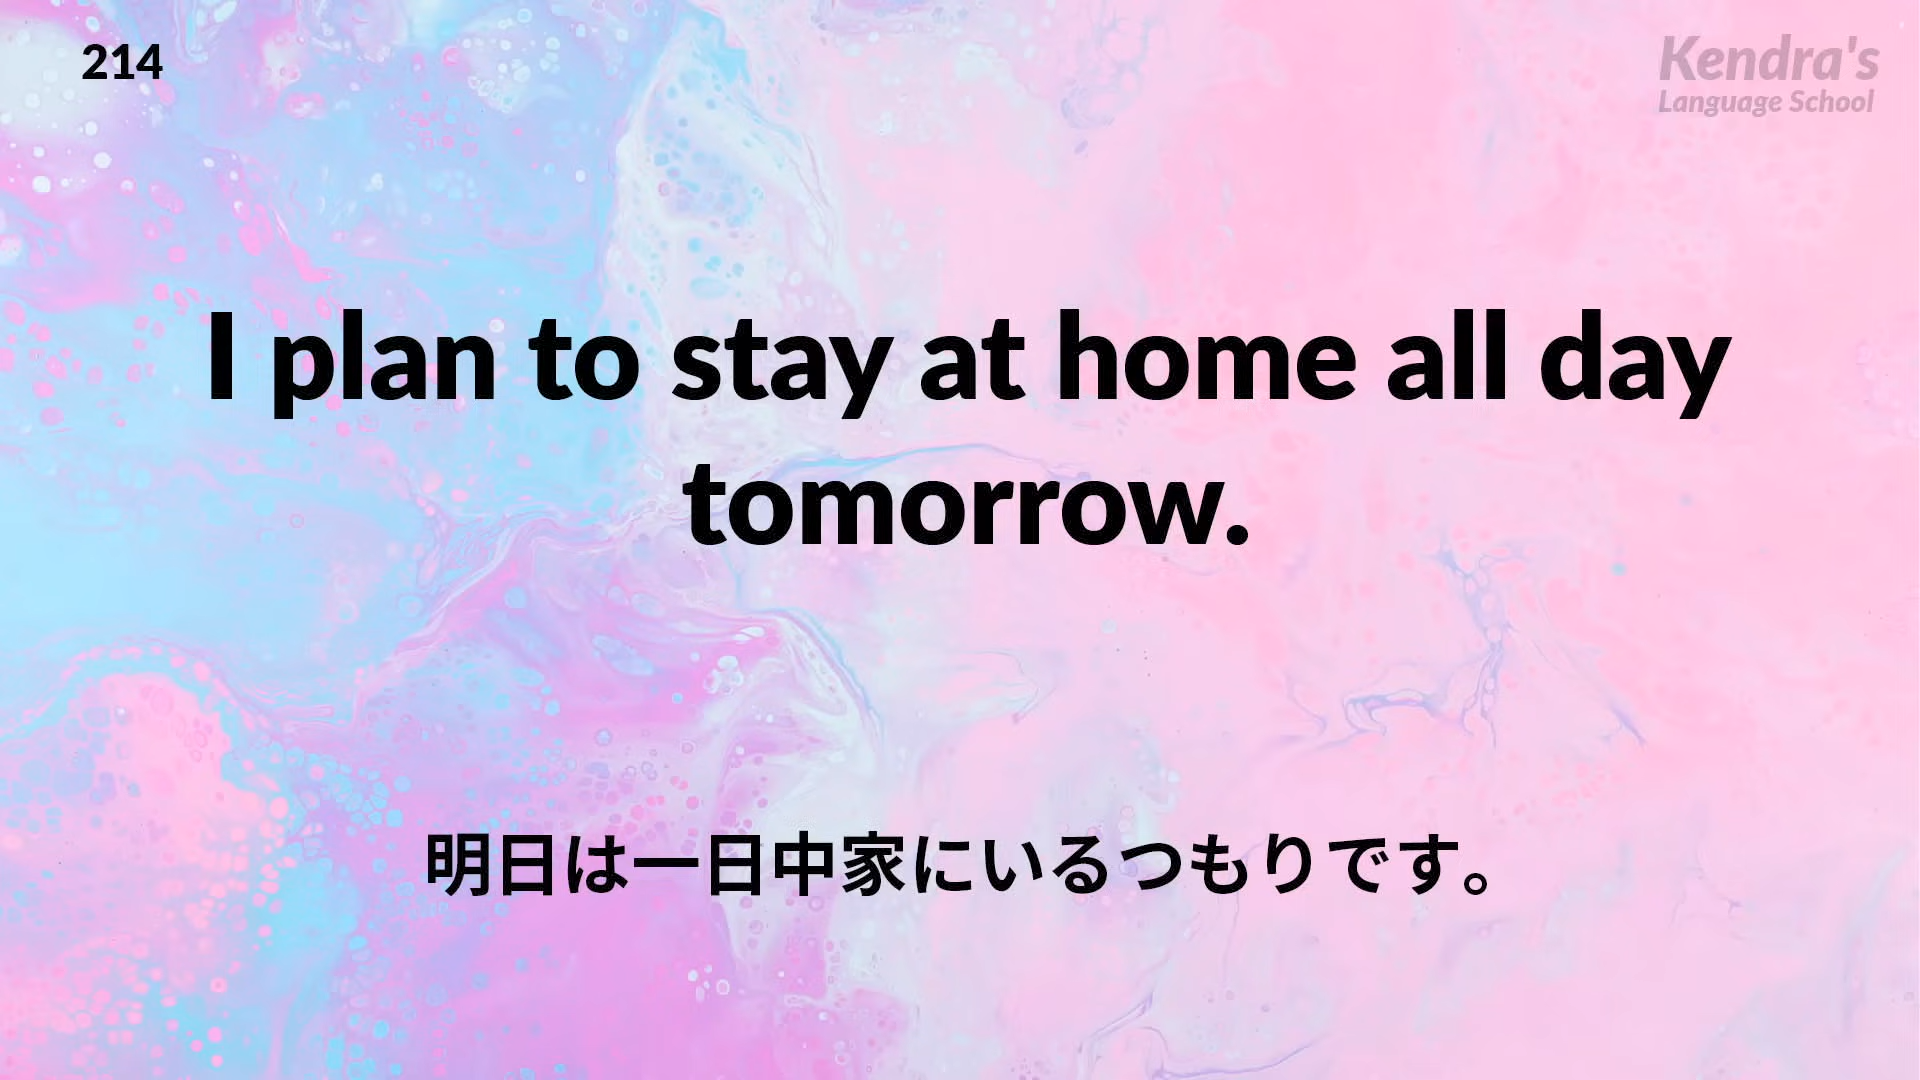 214
Kendra's
Language School
I plan to stay at home all day
tomorrow.
明日は一日中家にいるつもりです。